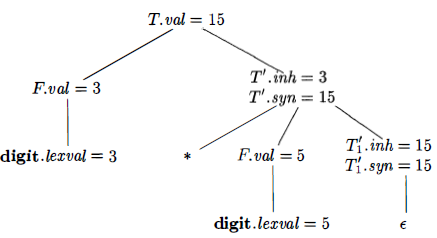 T.val = 15
F.val = 3
T′.inh = 3
T′.syn = 15
digit.lexval = 3
*
F.val = 5
T′₁.inh = 15
T′₁.syn = 15
digit.lexval = 5
ϵ